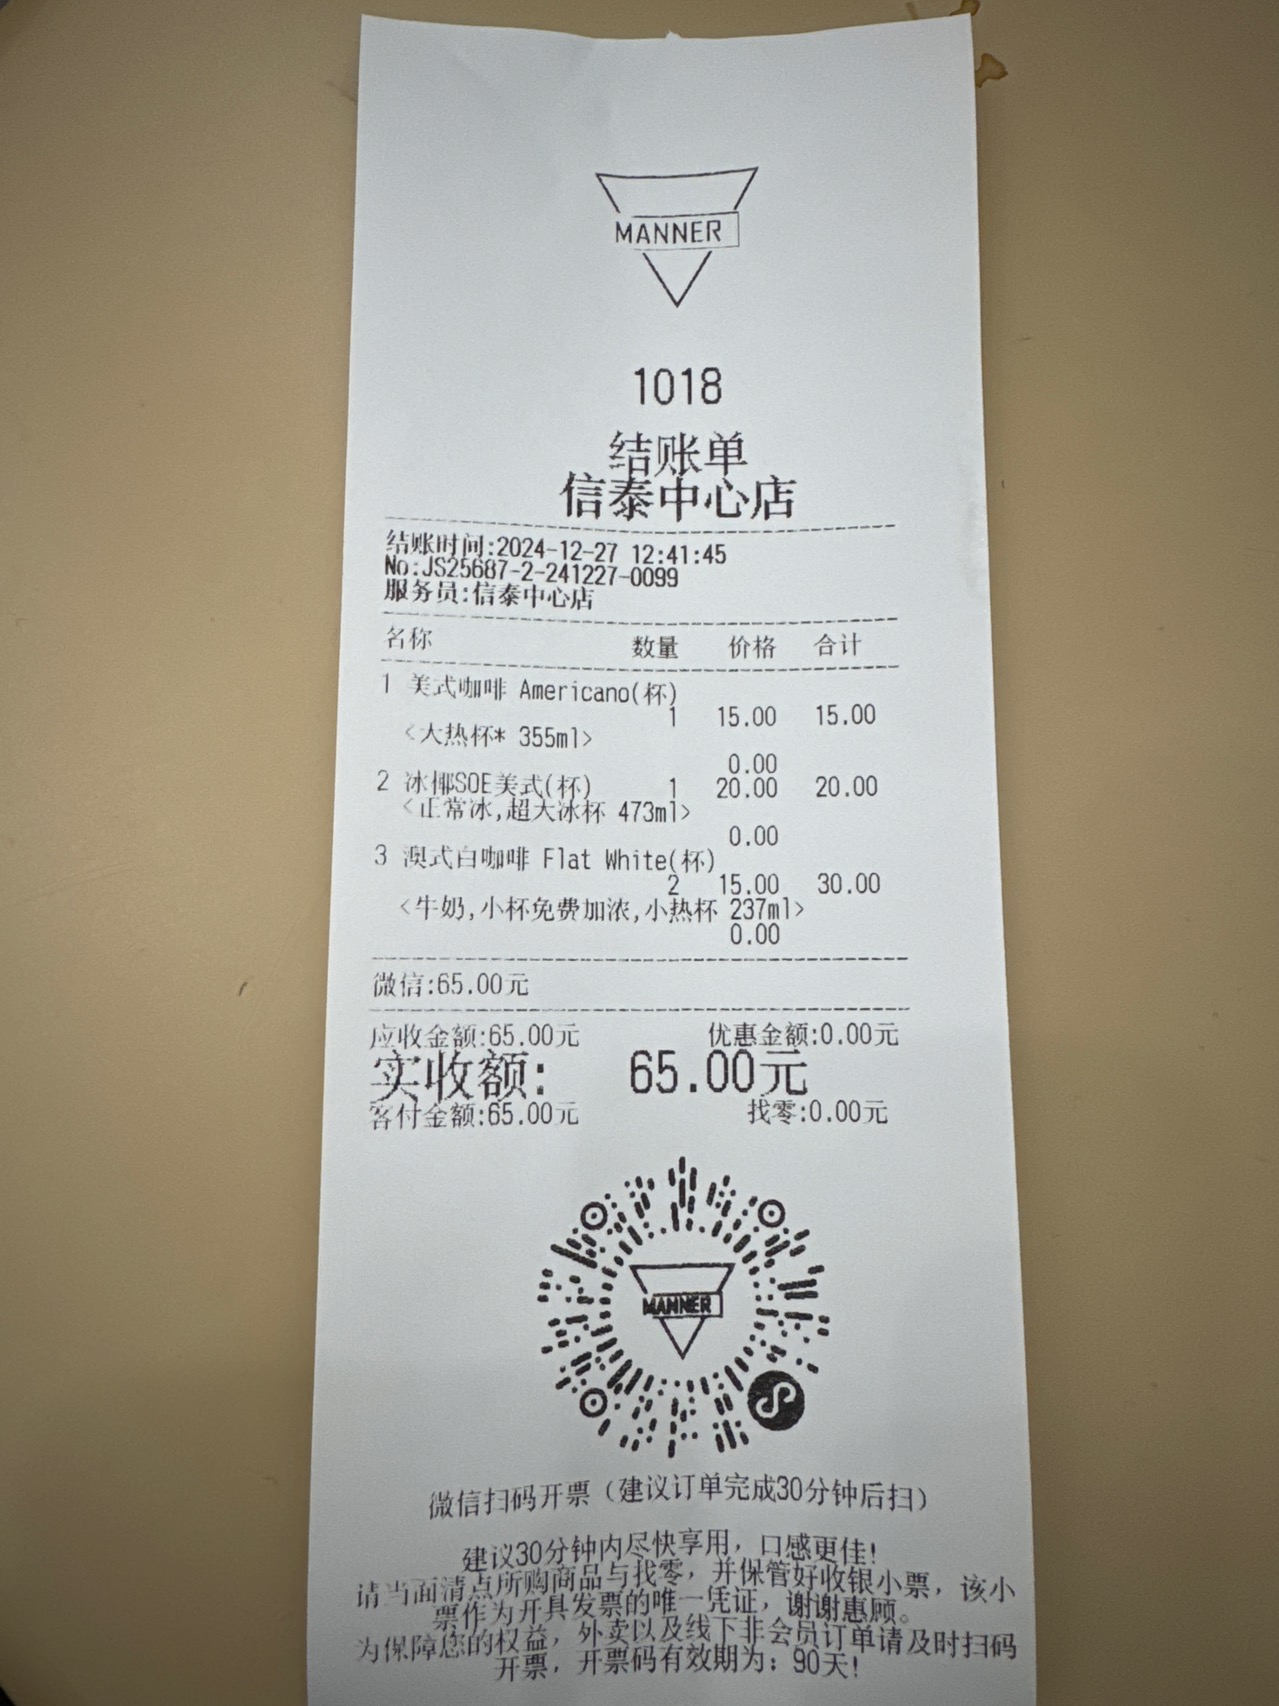 MANNER
1018
结账单
信泰中心店
结账时间:2024-12-27 12:41:45
No:JS25687-2-241227-0099
服务员:信泰中心店
名称 数量 价格 合计
1 美式咖啡 Americano(杯)
1 15.00 15.00
<大热杯* 355ml>
0.00
2 冰椰SOE美式(杯) 1 20.00 20.00
<正常冰,超大冰杯 473ml>
0.00
3 澳式白咖啡 Flat White(杯)
2 15.00 30.00
<牛奶,小杯免费加浓,小热杯 237ml>
0.00
微信:65.00元
应收金额:65.00元 优惠金额:0.00元
实收额: 65.00元
客付金额:65.00元 找零:0.00元
MANNER
微信扫码开票（建议订单完成30分钟后扫）
建议30分钟内尽快享用，口感更佳!
请当面清点所购商品与找零，并保管好收银小票，该小
票作为开具发票的唯一凭证，谢谢惠顾。
为保障您的权益，外卖以及线下非会员订单请及时扫码
开票，开票码有效期为：90天!